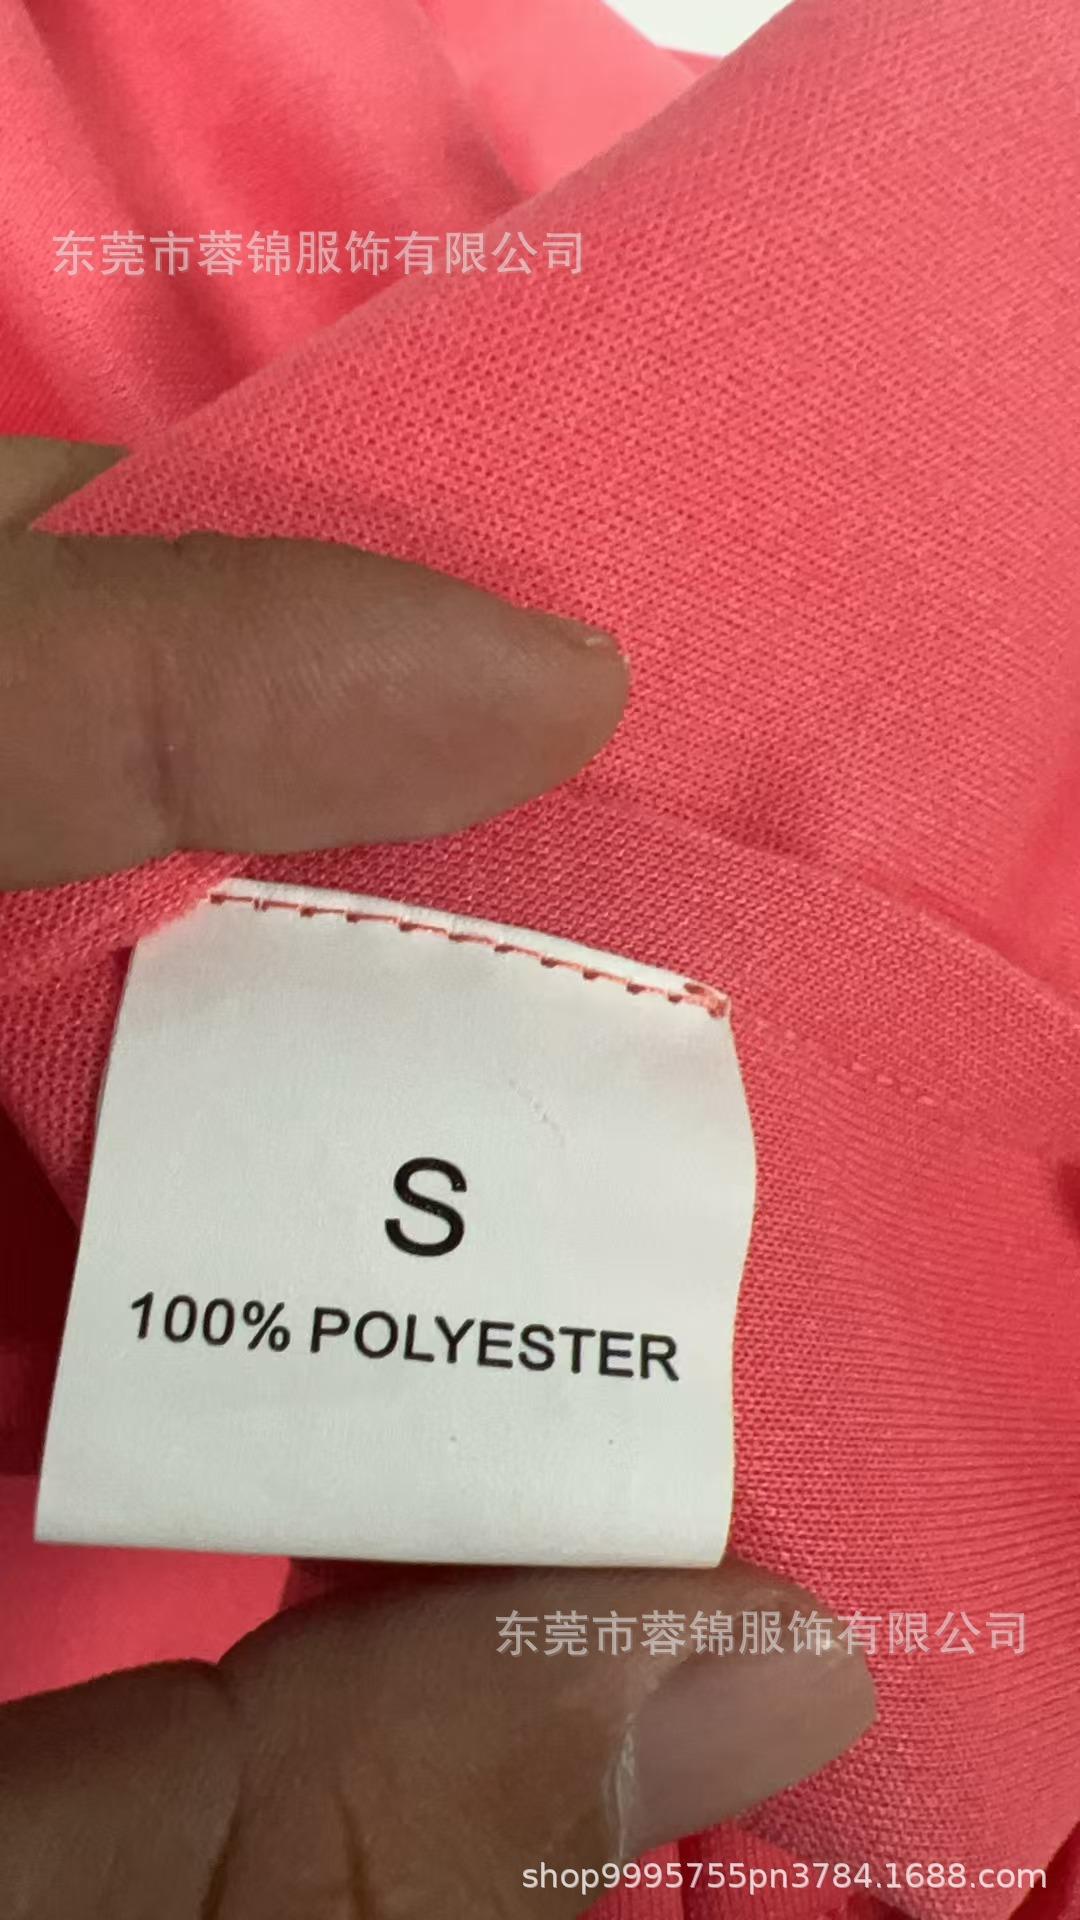 东莞市蓉锦服饰有限公司
S
100% POLYESTER
东莞市蓉锦服饰有限公司
shop9995755pn3784.1688.com